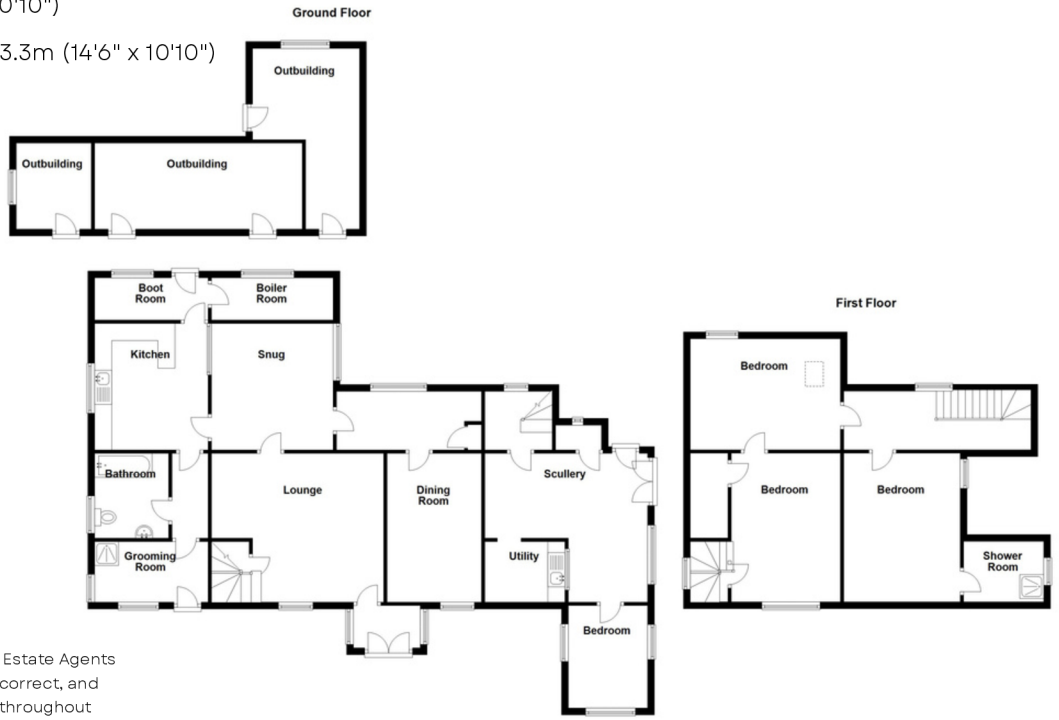 0'10")
3.3m (14'6" x 10'10")
Ground Floor
Outbuilding
Outbuilding
Outbuilding
Boot
Room
Boiler
Room
Kitchen
Snug
Bathroom
Lounge
Dining
Room
Scullery
Grooming
Room
Utility
Bedroom
First Floor
Bedroom
Bedroom
Bedroom
Shower
Room
Estate Agents
correct, and
throughout